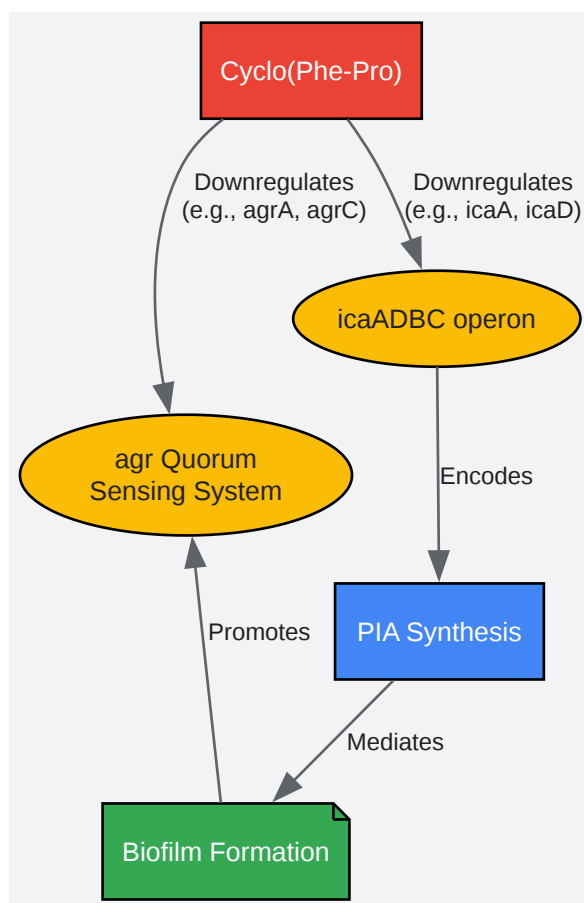 Cyclo(Phe-Pro)
Downregulates
(e.g., agrA, agrC)
Downregulates
(e.g., icaA, icaD)
icaADBC operon
agr Quorum
Sensing System
Encodes
PIA Synthesis
Promotes
Mediates
Biofilm Formation